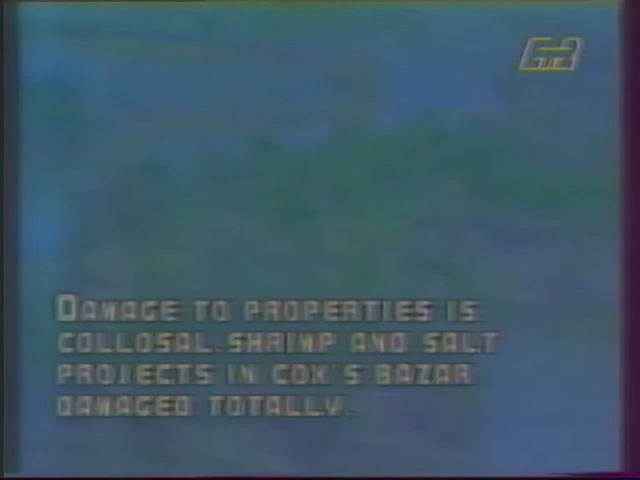 DAMAGE TO PROPERTIES IS
COLLOSAL.SHRIMP AND SALT
PROJECTS IN COX'S BAZAR
DAMAGED TOTALLY.